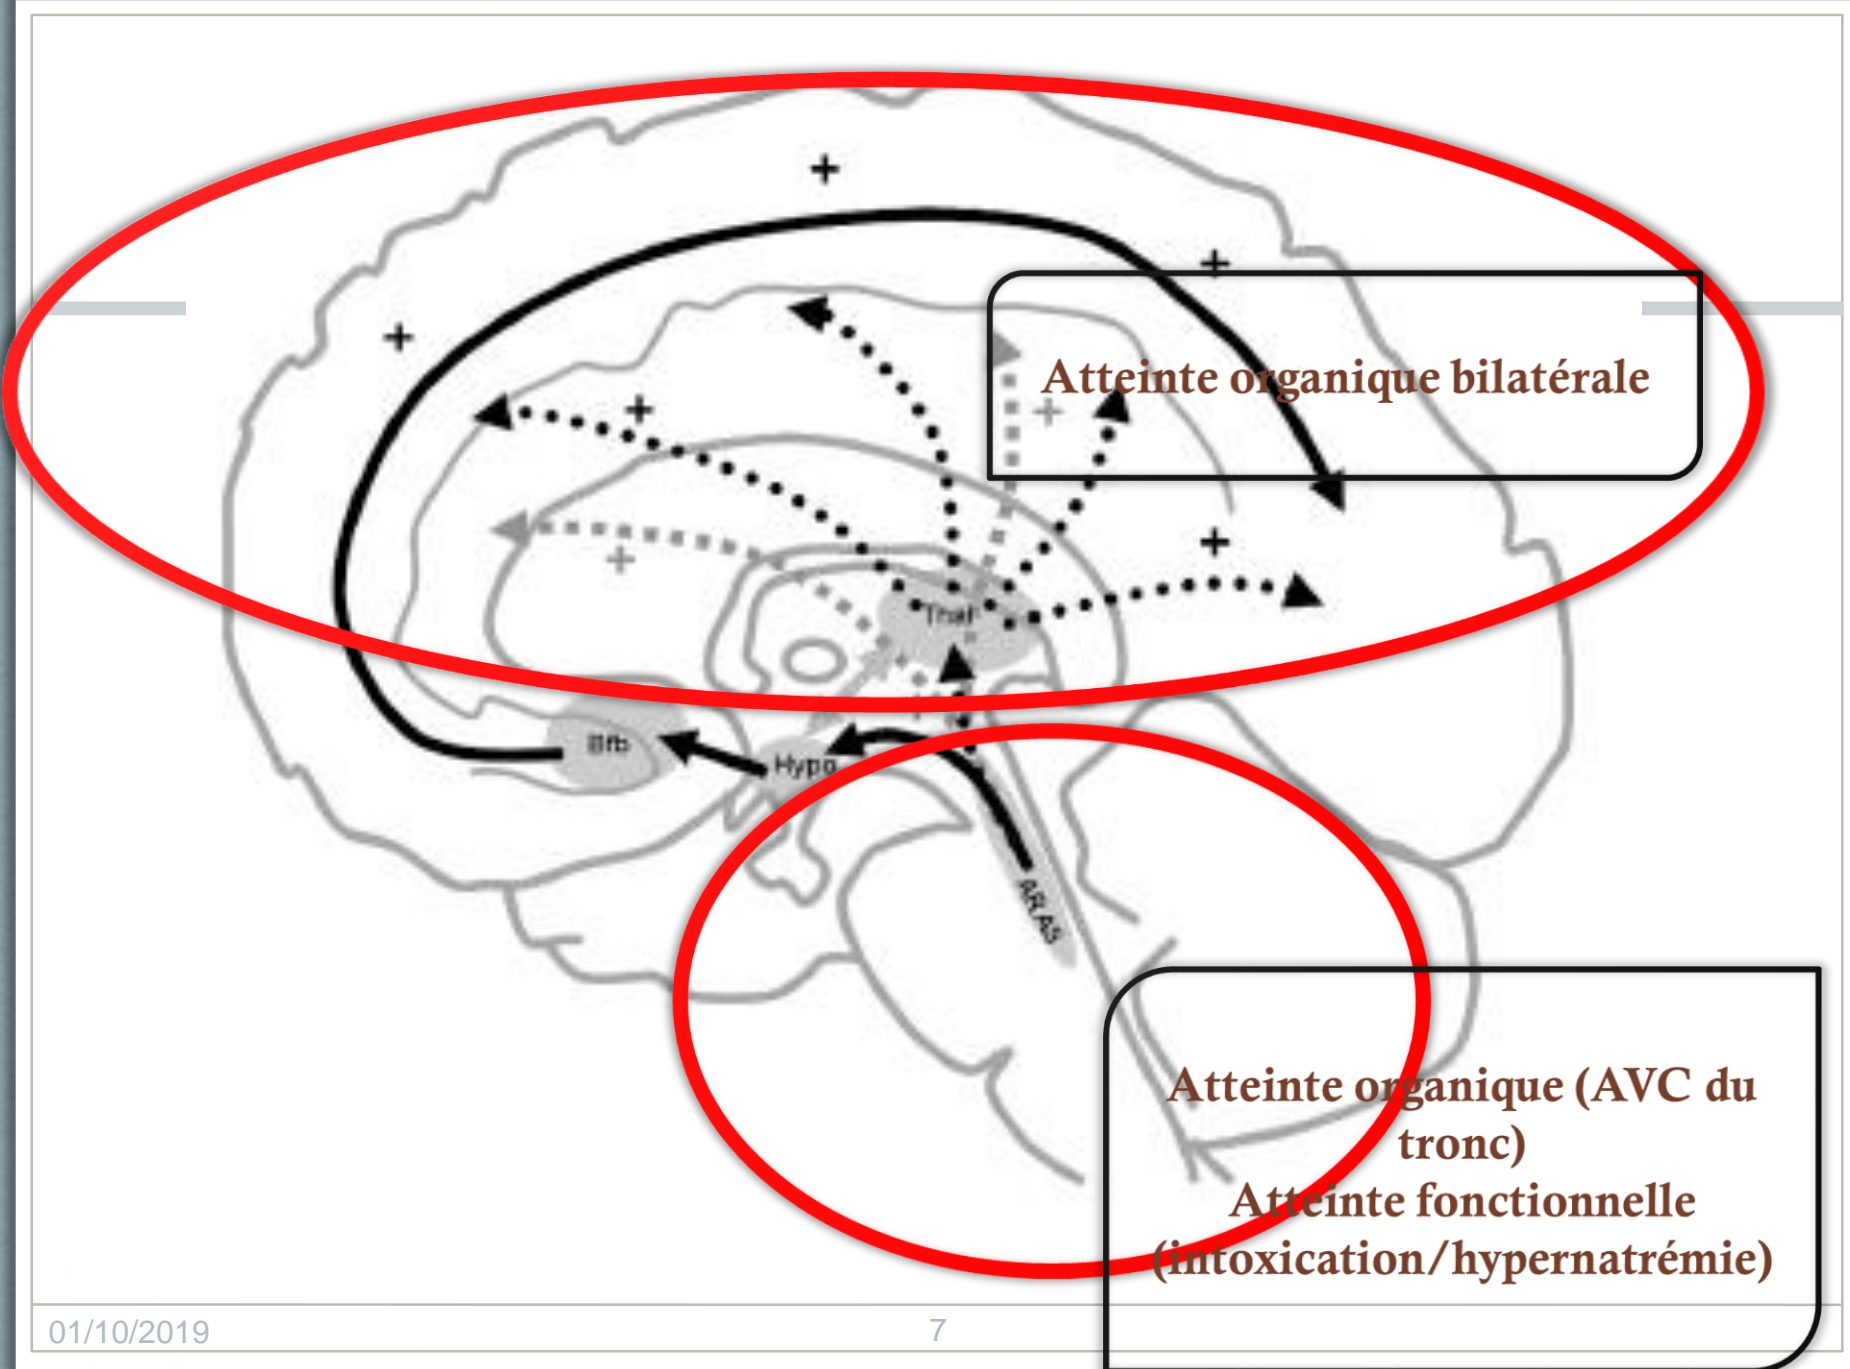 +
+
+
Atteinte organique bilatérale
+
+
+
+
Thal
Bfb
Hypo
ARAS
Atteinte organique (AVC du
tronc)
Atteinte fonctionnelle
(intoxication/hypernatrémie)
01/10/2019
7